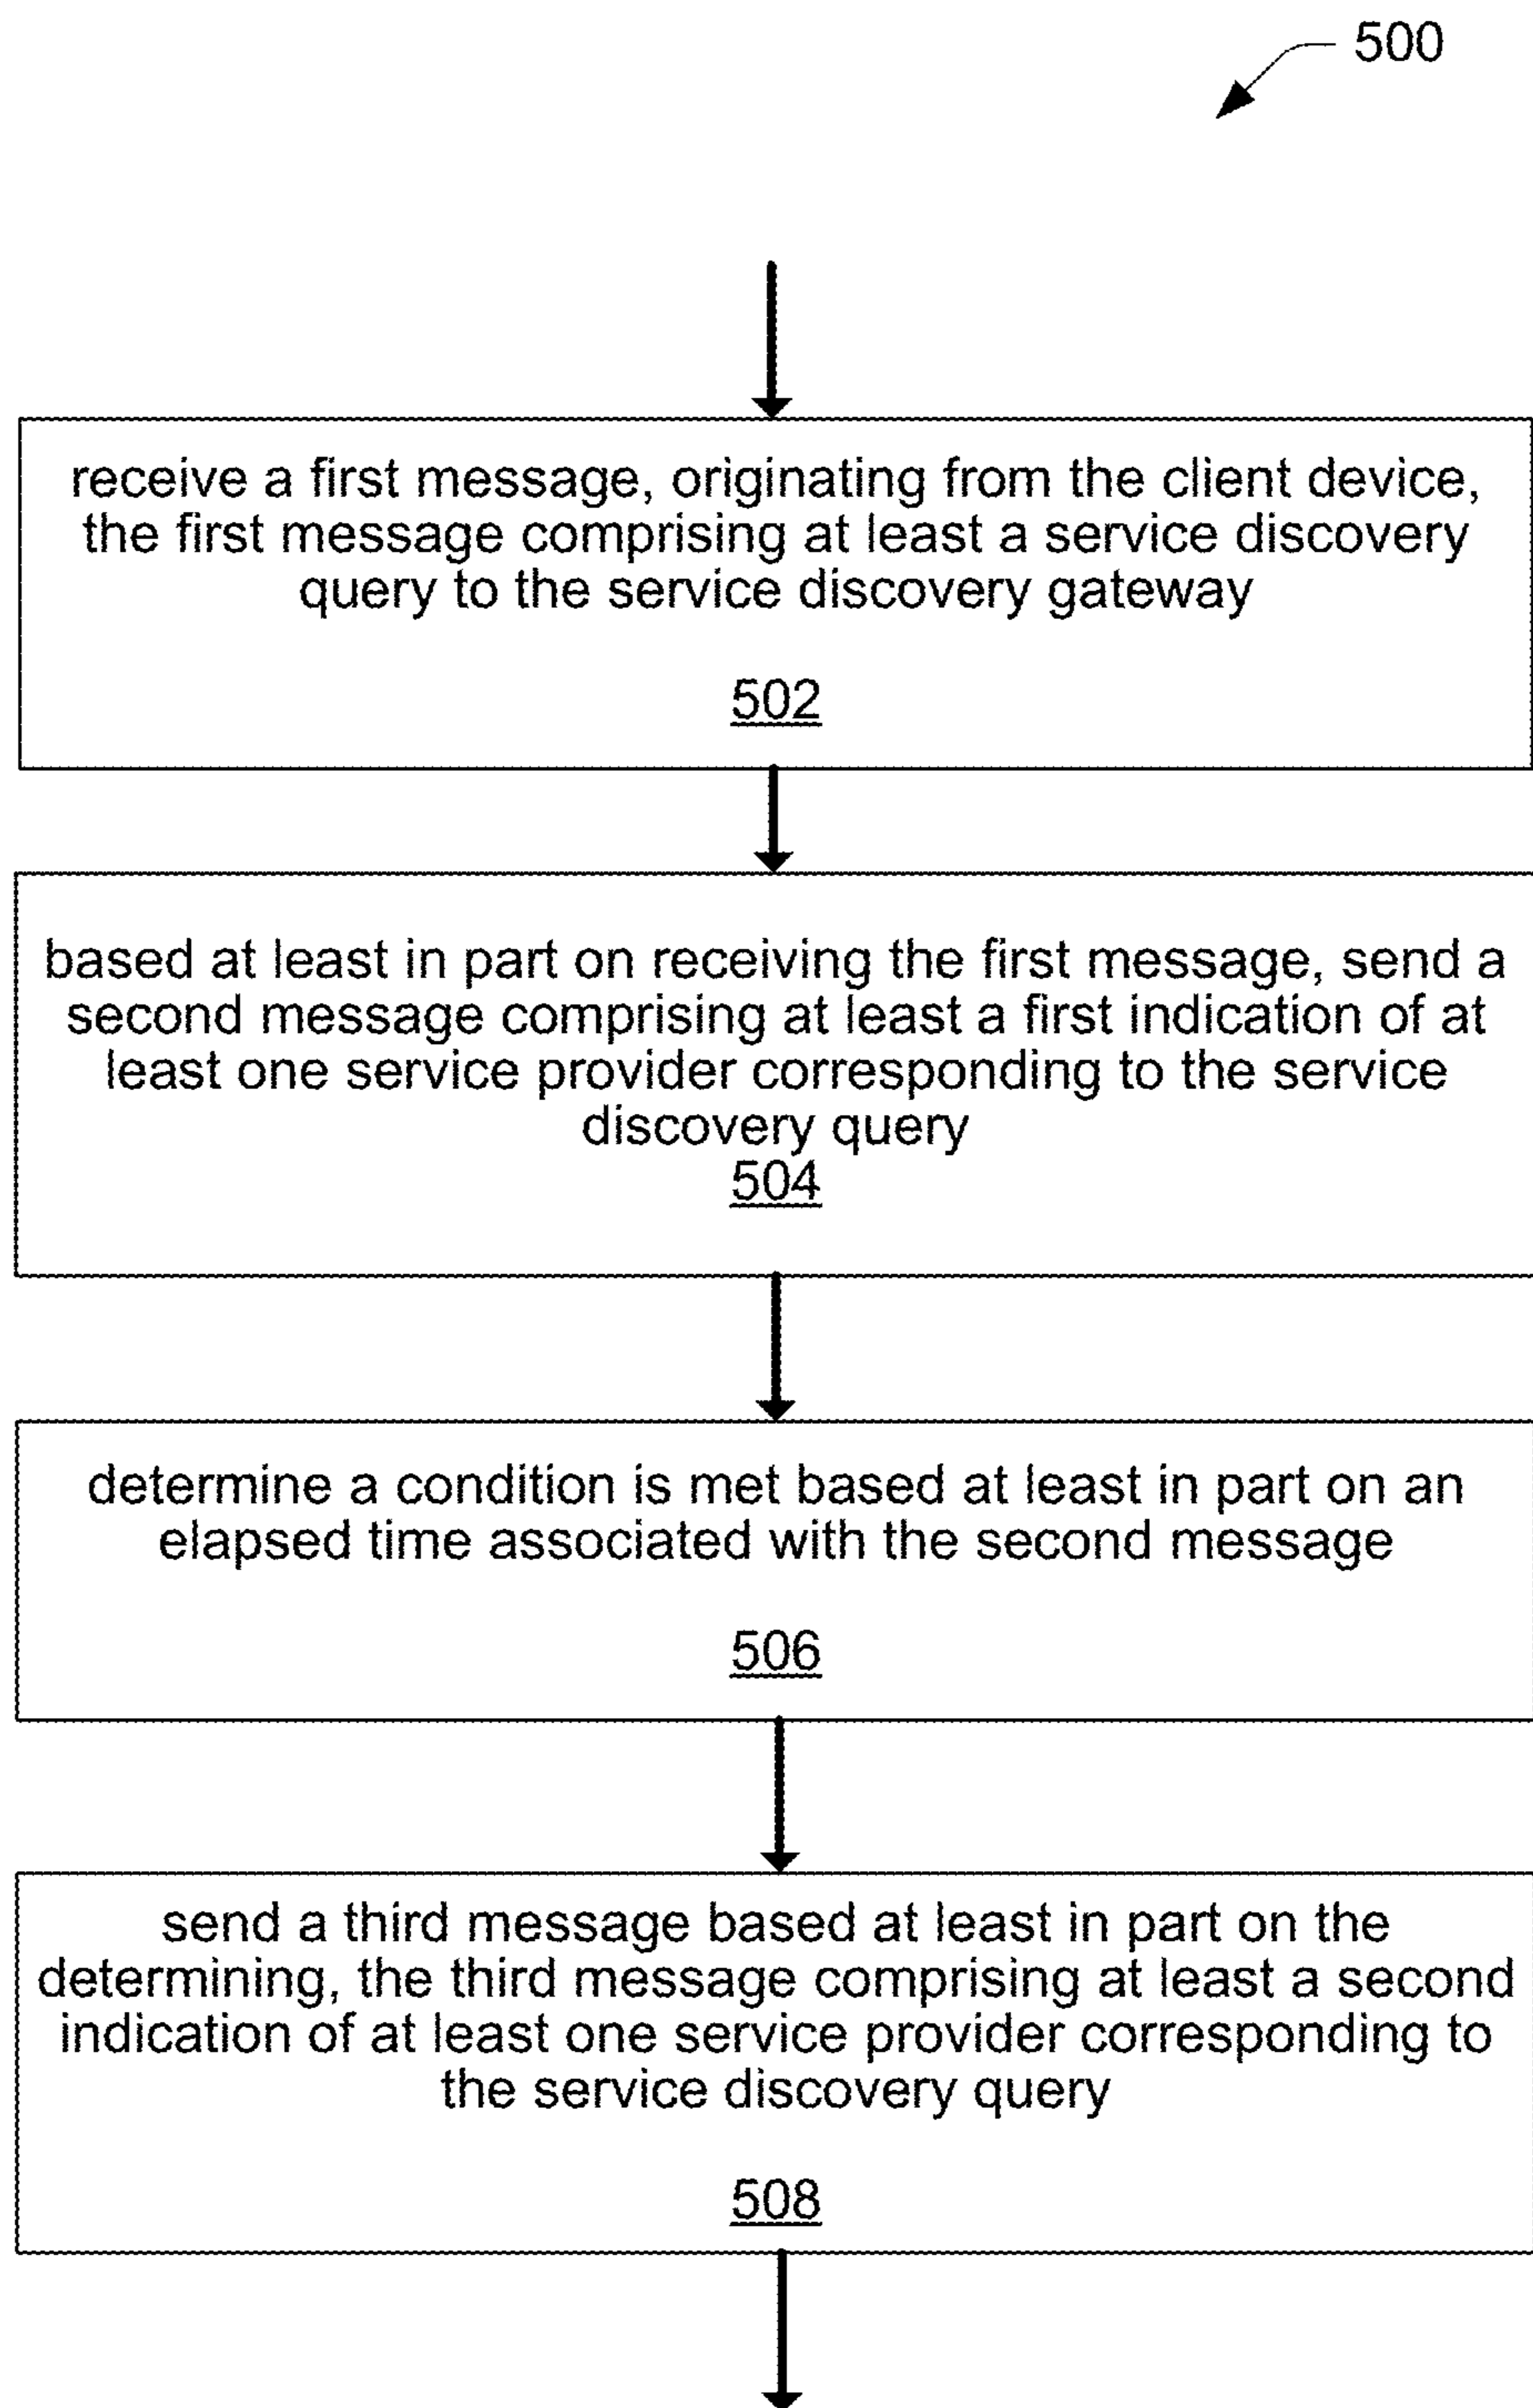 500
receive a first message, originating from the client device,
the first message comprising at least a service discovery
query to the service discovery gateway
502
based at least in part on receiving the first message, send a
second message comprising at least a first indication of at
least one service provider corresponding to the service
discovery query
504
determine a condition is met based at least in part on an
elapsed time associated with the second message
506
send a third message based at least in part on the
determining, the third message comprising at least a second
indication of at least one service provider corresponding to
the service discovery query
508